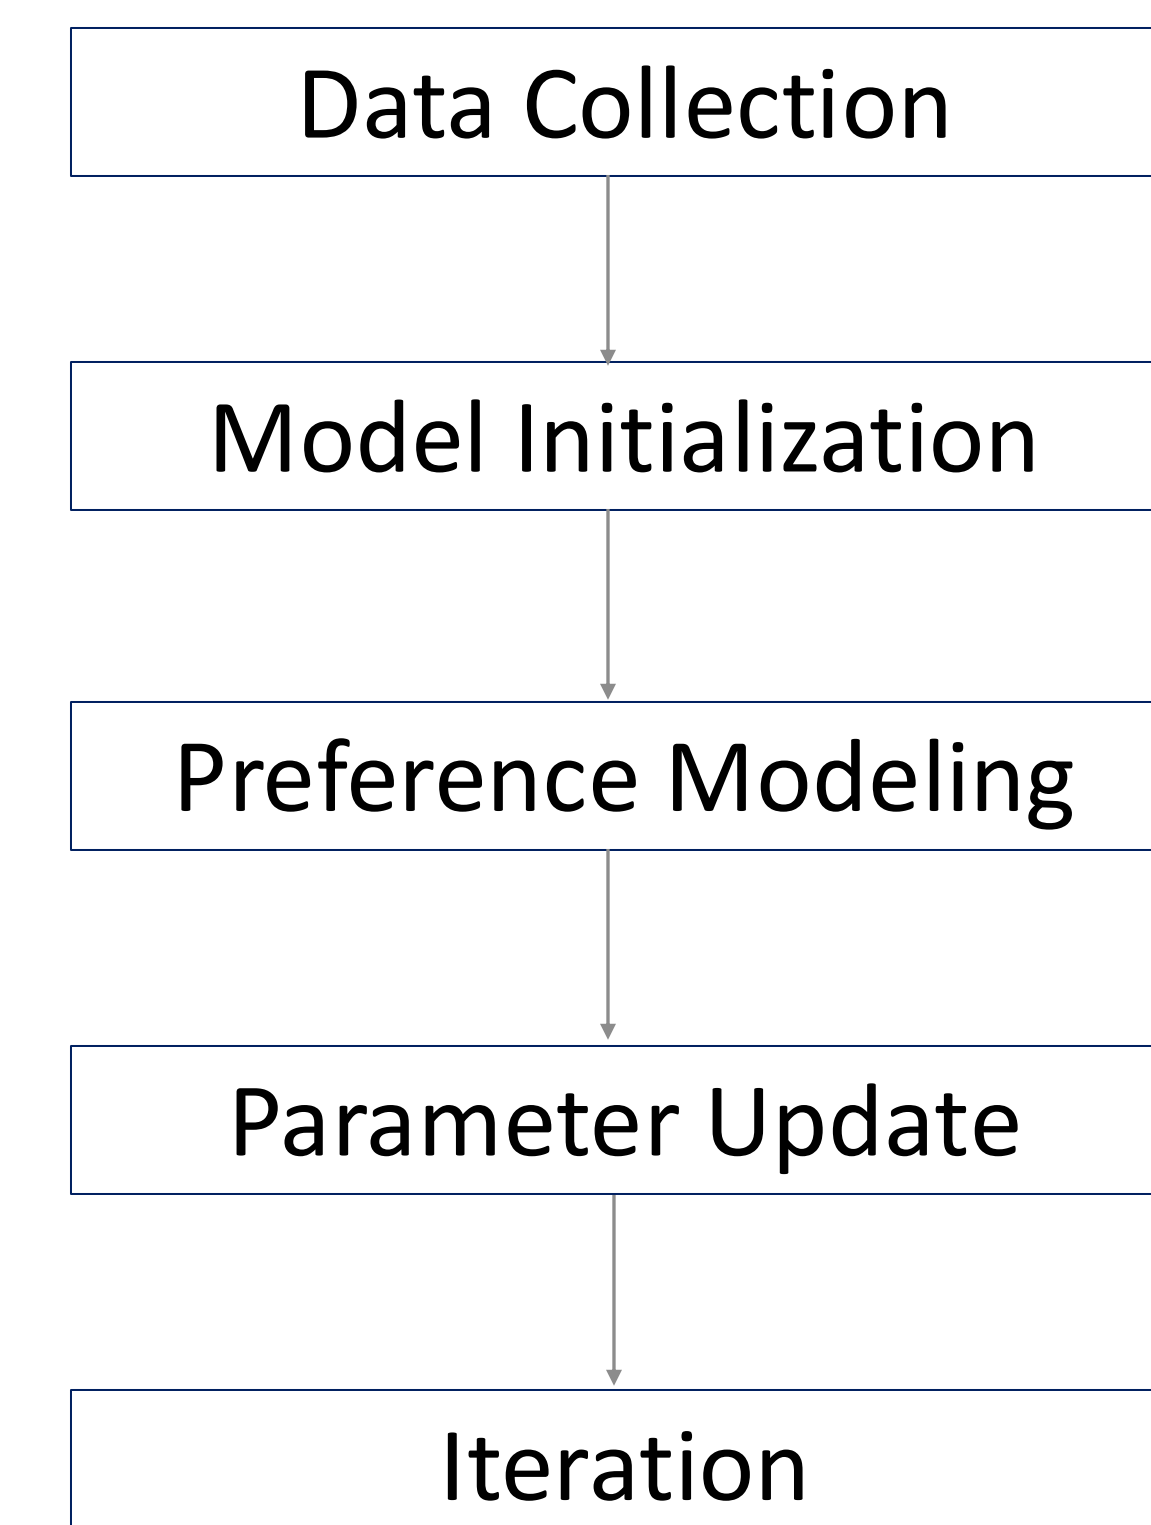 Data Collection
Model Initialization
Preference Modeling
Parameter Update
Iteration